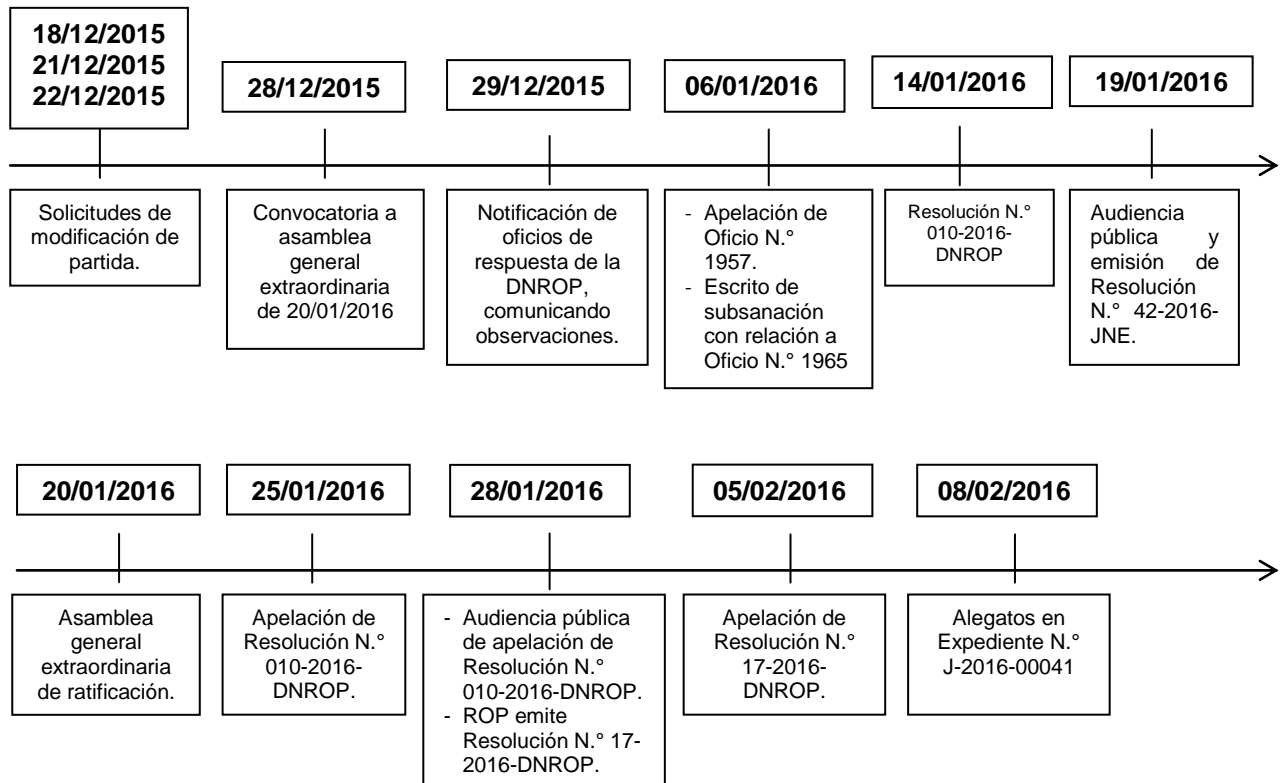 18/12/2015
21/12/2015
22/12/2015
28/12/2015
29/12/2015
06/01/2016
14/01/2016
19/01/2016
Solicitudes de
modificación de
partida.
Convocatoria a
asamblea
general
extraordinaria
de 20/01/2016
Notificación de
oficios de
respuesta de la
DNROP,
comunicando
observaciones.
- Apelación de
Oficio N.°
1957.
- Escrito de
subsanación
con relación a
Oficio N.° 1965
Resolución N.°
010-2016-
DNROP
Audiencia
pública y
emisión de
Resolución
N.° 42-2016-
JNE.
20/01/2016
25/01/2016
28/01/2016
05/02/2016
08/02/2016
Asamblea
general
extraordinaria
de ratificación.
Apelación de
Resolución N.°
010-2016-
DNROP.
- Audiencia pública
de apelación de
Resolución N.°
010-2016-DNROP.
- ROP emite
Resolución N.° 17-
2016-DNROP.
Apelación de
Resolución N.°
17-2016-
DNROP.
Alegatos en
Expediente N.°
J-2016-00041